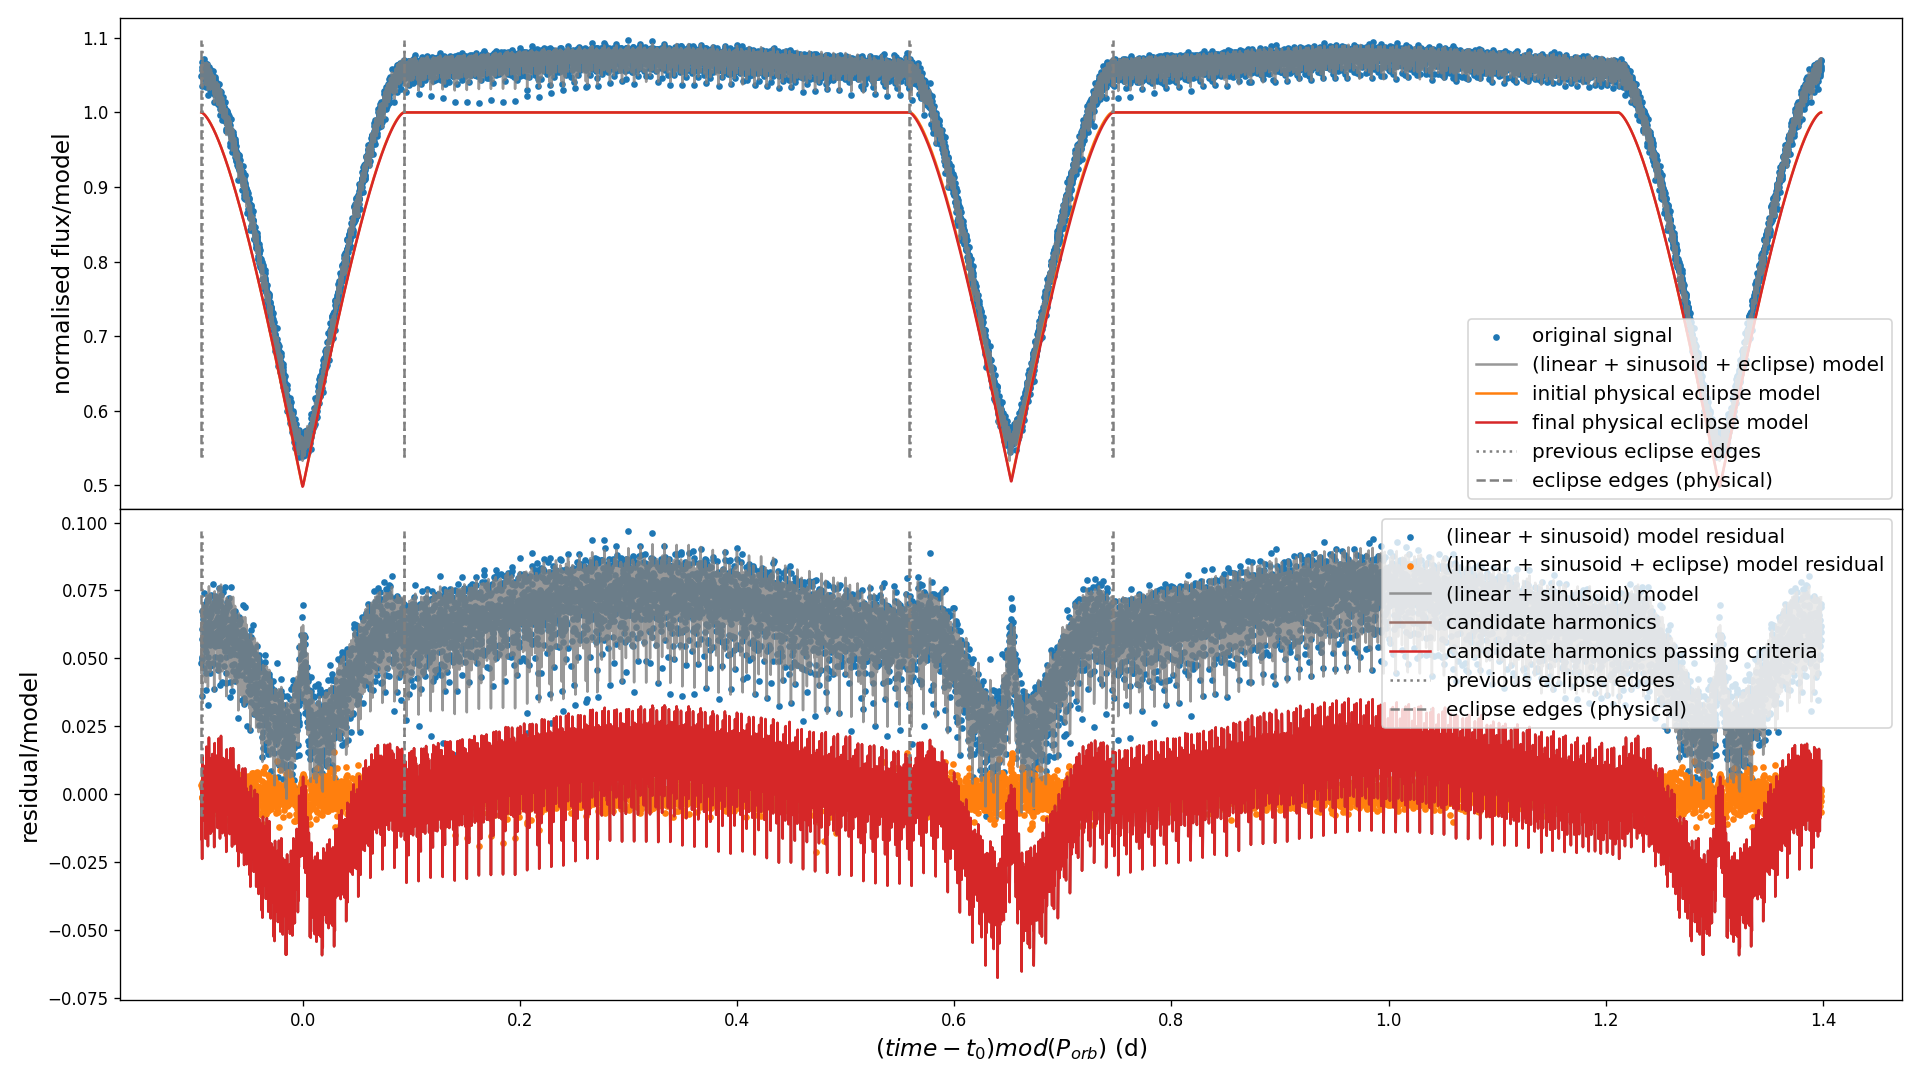 normalised flux/model
1.1
1.0
0.9
0.8
0.7
0.6
0.5
original signal
(linear + sinusoid + eclipse) model
initial physical eclipse model
final physical eclipse model
previous eclipse edges
eclipse edges (physical)
residual/model
0.100
0.075
0.050
0.025
0.000
−0.025
−0.050
−0.075
(linear + sinusoid) model residual
(linear + sinusoid + eclipse) model residual
(linear + sinusoid) model
candidate harmonics
candidate harmonics passing criteria
previous eclipse edges
eclipse edges (physical)
0.0 0.2 0.4 0.6 0.8 1.0 1.2 1.4
(time − t₀)mod(Pₒᵣb) (d)